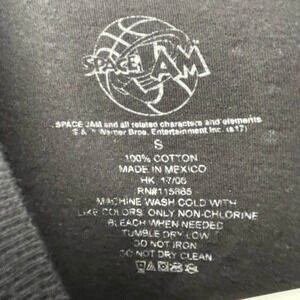 SPACE JAM
SPACE JAM and all related characters and elements
& Warner Bros. Entertainment Inc. (s17)
S
100% COTTON
MADE IN MEXICO
HK 17/06
RN#115885
MACHINE WASH COLD WITH
LIKE COLORS. ONLY NON-CHLORINE
BLEACH WHEN NEEDED
TUMBLE DRY LOW
DO NOT IRON
DO NOT DRY CLEAN